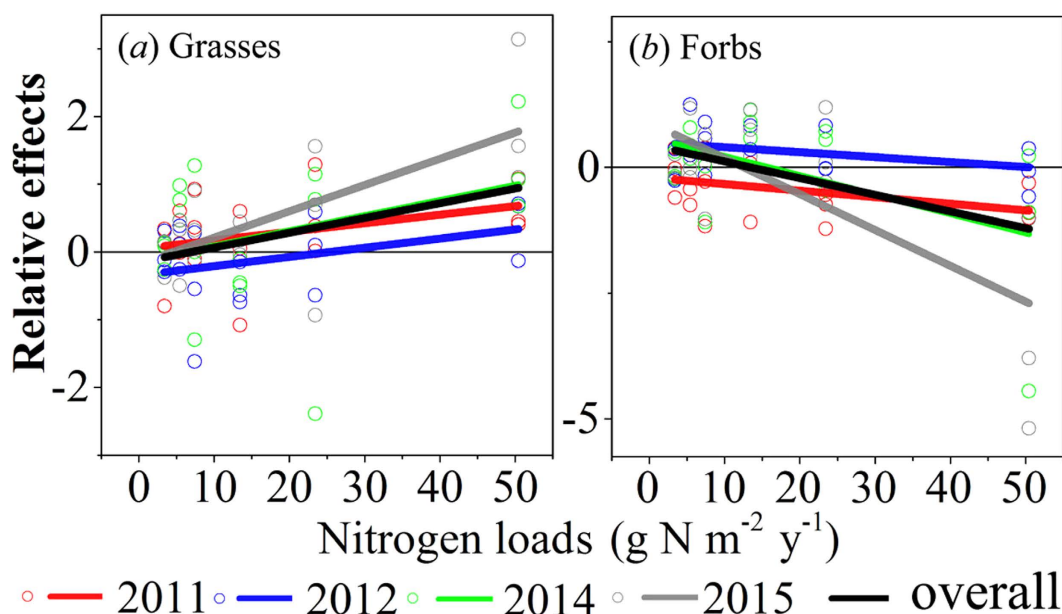 (a) Grasses
(b) Forbs
Relative effects
2
0
-2
0
-5
0 10 20 30 40 50
0 10 20 30 40 50
Nitrogen loads (g N m⁻² y⁻¹)
2011 2012 2014 2015 overall